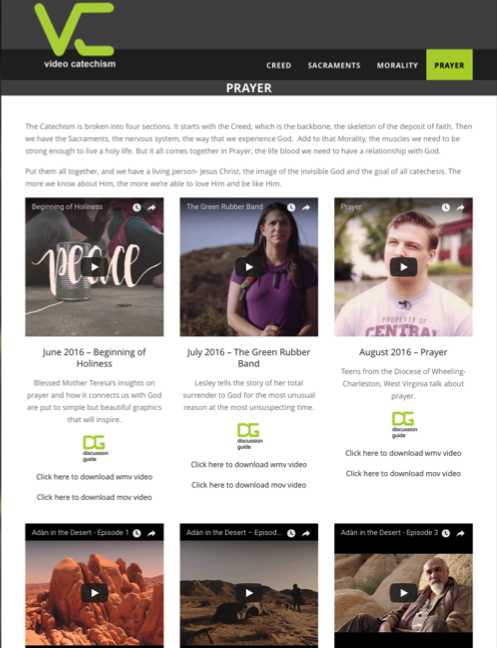 VC
video catechism
CREED SACRAMENTS MORALITY PRAYER
PRAYER
The Catechism is broken into four sections. It starts with the Creed, which is the backbone, the skeleton of the deposit of faith. Then
we have the Sacraments, the nervous system, the way that we experience God. Add to that Morality, the muscles we need to be
strong enough to live a holy life. But it all comes together in Prayer, the life blood we need to have a relationship with God.
Put them all together, and we have a living person- Jesus Christ, the image of the invisible God and the goal of all catechesis. The
more we know about Him, the more we're able to love Him and be like Him.
Beginning of Holiness
peace
June 2016 – Beginning of
Holiness
Blessed Mother Teresa's insights on
prayer and how it connects us with God
are put to simple but beautiful graphics
that will inspire.
DG
discussion
guide
Click here to download wmv video
Click here to download mov video
The Green Rubber Band
July 2016 – The Green Rubber
Band
Lesley tells the story of her total
surrender to God for the most unusual
reason at the most unsuspecting time.
DG
discussion
guide
Click here to download wmv video
Click here to download mov video
Prayer
PROPERTY OF
CENTRAL
August 2016 – Prayer
Teens from the Diocese of Wheeling-
Charleston, West Virginia talk about
prayer.
DG
discussion
guide
Click here to download wmv video
Click here to download mov video
Adàn in the Desert - Episode 1
Adàn in the Desert – Episod...
Adàn in the Desert - Episode 3